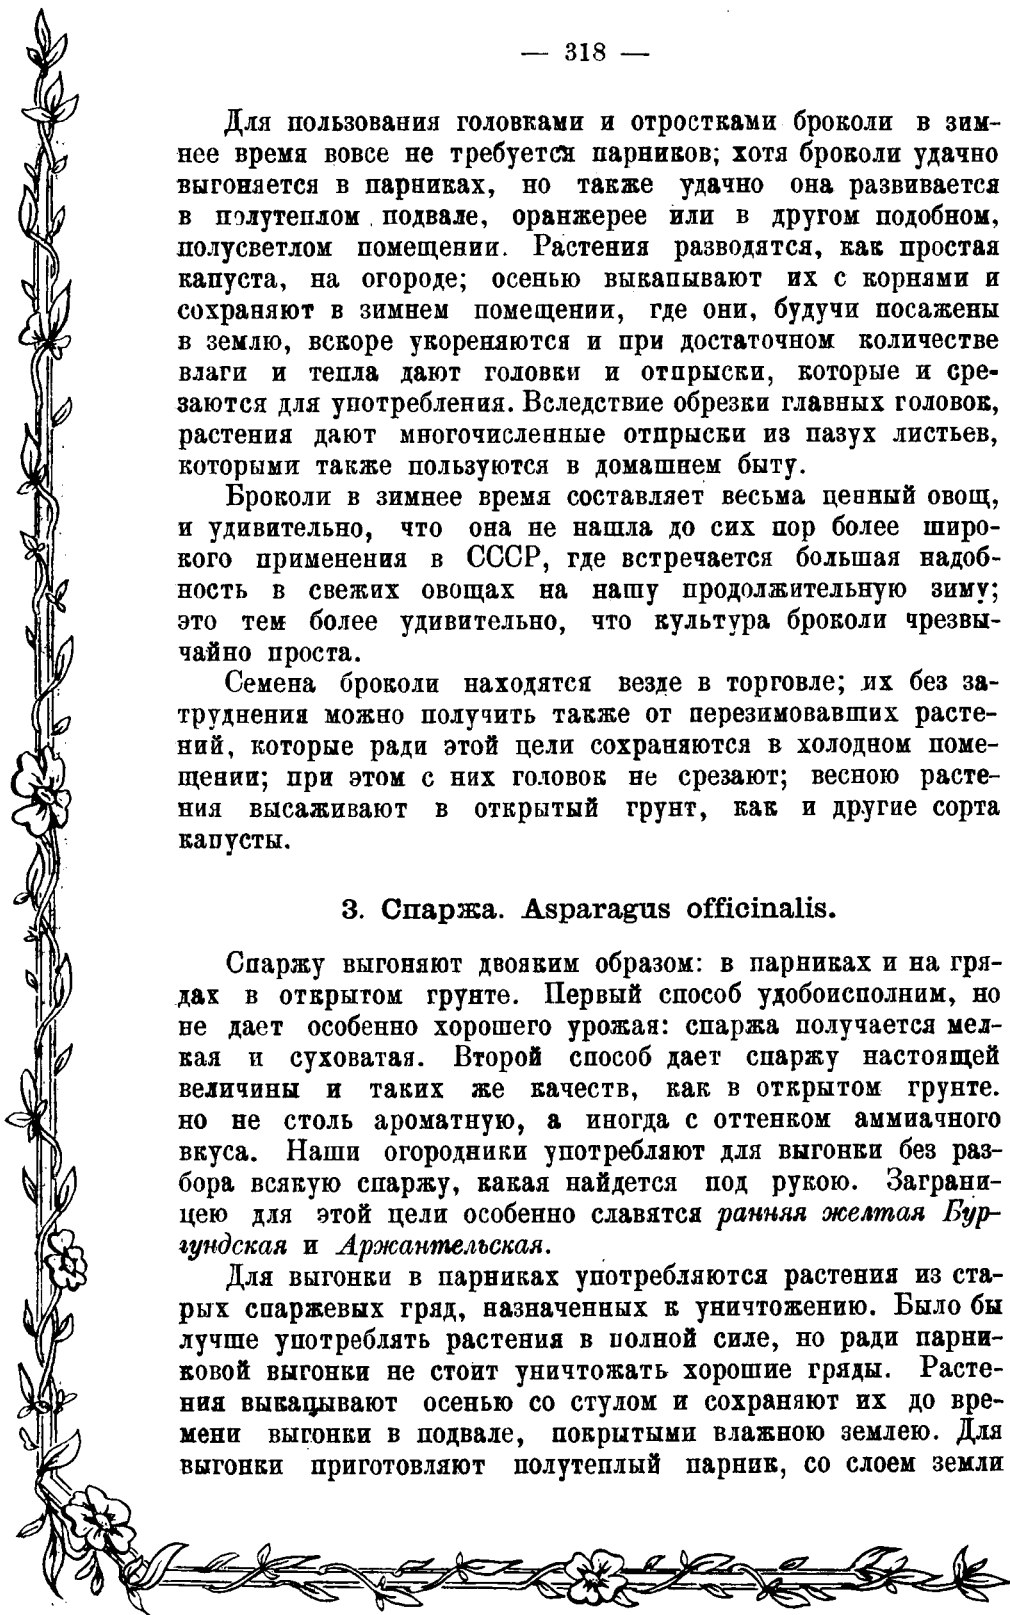 — 318 —
Для пользования головками и отростками броколи в зим-
нее время вовсе не требуется парников; хотя броколи удачно
выгоняется в парниках, но также удачно она развивается
в полутеплом подвале, оранжерее или в другом подобном,
полусветлом помещении. Растения разводятся, как простая
капуста, на огороде; осенью выкапывают их с корнями и
сохраняют в зимнем помещении, где они, будучи посажены
в землю, вскоре укореняются и при достаточном количестве
влаги и тепла дают головки и отпрыски, которые и сре-
заются для употребления. Вследствие обрезки главных головок,
растения дают многочисленные отпрыски из пазух листьев,
которыми также пользуются в домашнем быту.
Броколи в зимнее время составляет весьма ценный овощ,
и удивительно, что она не нашла до сих пор более широ-
кого применения в СССР, где встречается большая надоб-
ность в свежих овощах на нашу продолжительную зиму;
это тем более удивительно, что культура броколи чрезвы-
чайно проста.
Семена броколи находятся везде в торговле; их без за-
труднения можно получить также от перезимовавших расте-
ний, которые ради этой цели сохраняются в холодном поме-
щении; при этом с них головок не срезают; весною расте-
ния высаживают в открытый грунт, как и другие сорта
капусты.
3. Спаржа. Asparagus officinalis.
Спаржу выгоняют двояким образом: в парниках и на гря-
дах в открытом грунте. Первый способ удобоисполним, но
не дает особенно хорошего урожая: спаржа получается мел-
кая и суховатая. Второй способ дает спаржу настоящей
величины и таких же качеств, как в открытом грунте.
но не столь ароматную, а иногда с оттенком аммиачного
вкуса. Наши огородники употребляют для выгонки без раз-
бора всякую спаржу, какая найдется под рукою. Заграни-
цею для этой цели особенно славятся ранняя желтая Бур-
гундская и Аржантельская.
Для выгонки в парниках употребляются растения из ста-
рых спаржевых гряд, назначенных к уничтожению. Было бы
лучше употреблять растения в полной силе, но ради парни-
ковой выгонки не стоит уничтожать хорошие гряды. Расте-
ния выкапывают осенью со стулом и сохраняют их до вре-
мени выгонки в подвале, покрытыми влажною землею. Для
выгонки приготовляют полутеплый парник, со слоем земли